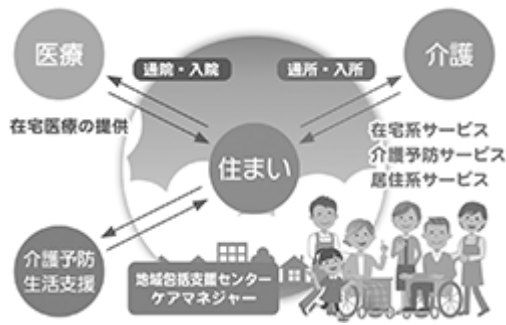 医療
介護
通院・入院
通所・入所
在宅医療の提供
在宅系サービス
介護予防サービス
居住系サービス
住まい
介護予防
生活支援
地域包括支援センター
ケアマネジャー